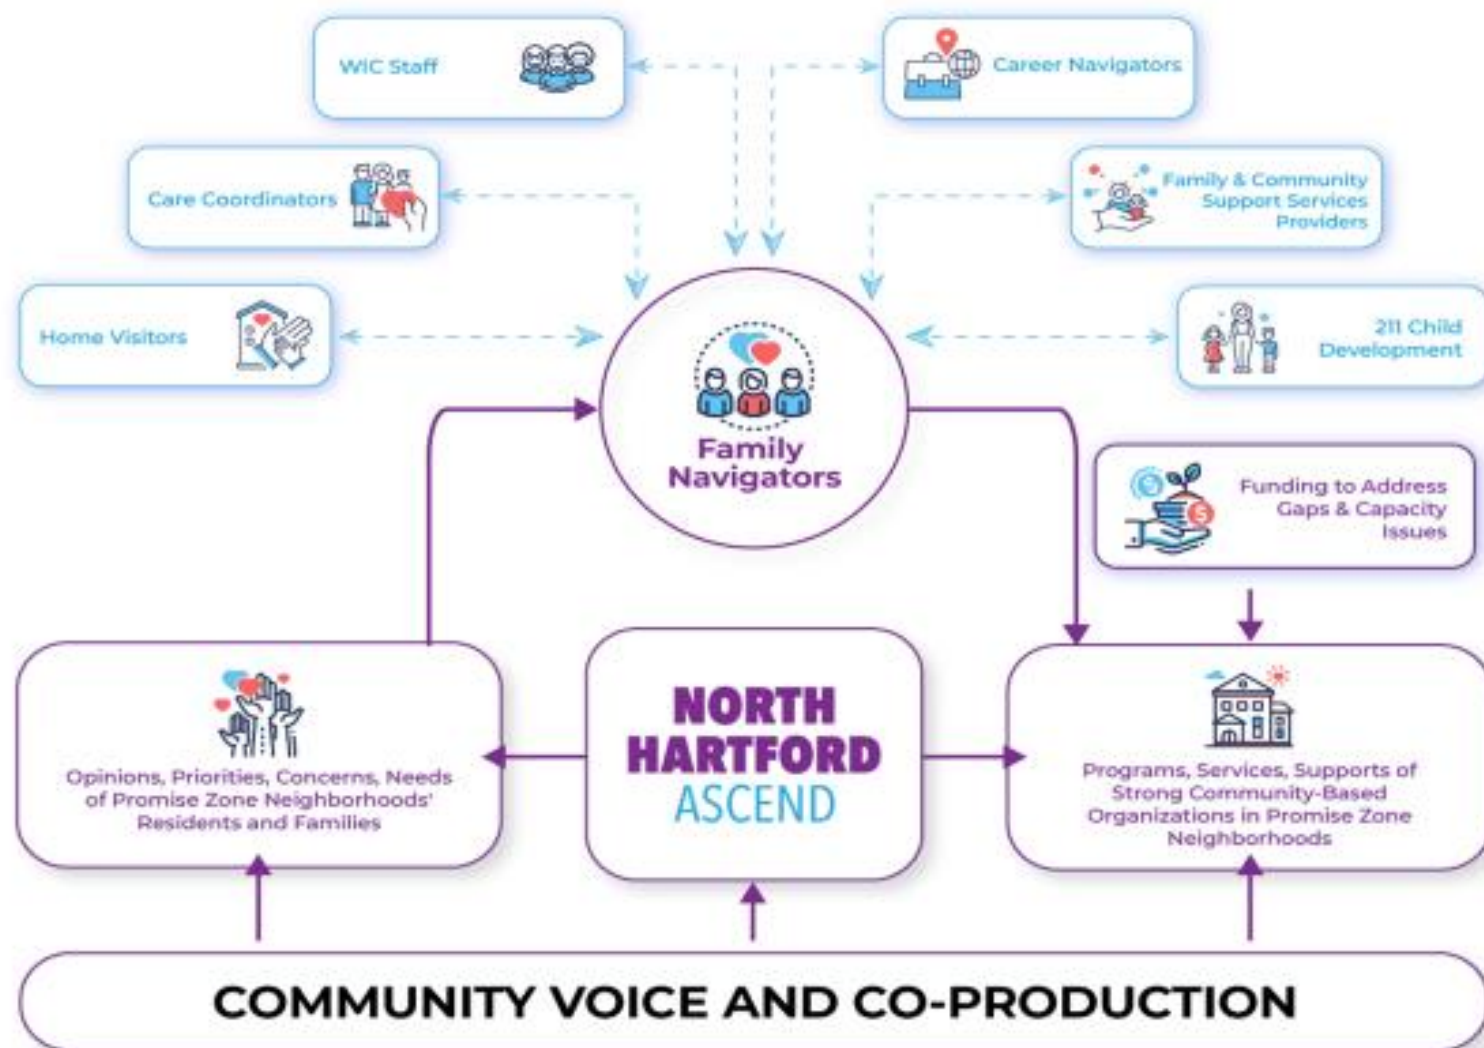 WIC Staff
Career Navigators
Care Coordinators
Family & Community
Support Services
Providers
Home Visitors
211 Child
Development
Family
Navigators
Funding to Address
Gaps & Capacity
Issues
Opinions, Priorities, Concerns, Needs
of Promise Zone Neighborhoods'
Residents and Families
NORTH
HARTFORD
ASCEND
Programs, Services, Supports of
Strong Community-Based
Organizations in Promise Zone
Neighborhoods
COMMUNITY VOICE AND CO-PRODUCTION